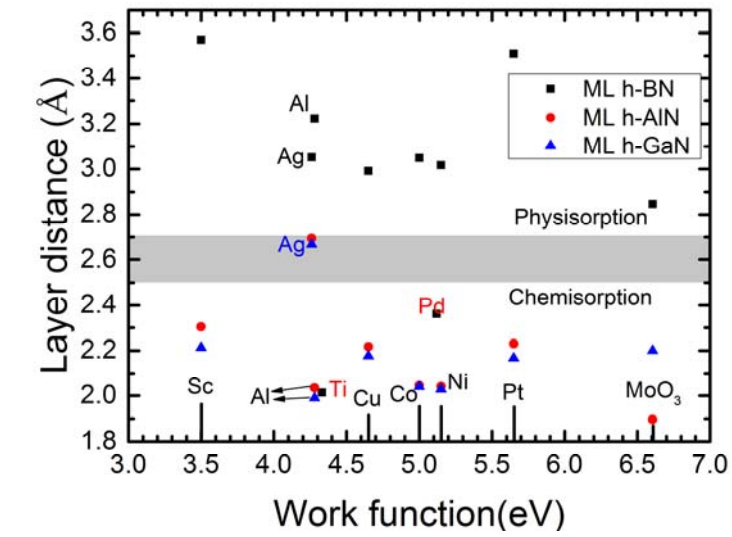 3.6
3.4
3.2
3.0
2.8
2.6
2.4
2.2
2.0
1.8
Layer distance (Å)
ML h-BN
ML h-AlN
ML h-GaN
Al
Ag
Physisorption
Ag
Chemisorption
Pd
Sc
Al
Ti
Cu
Co
Ni
Pt
MoO₃
3.0 3.5 4.0 4.5 5.0 5.5 6.0 6.5 7.0
Work function(eV)